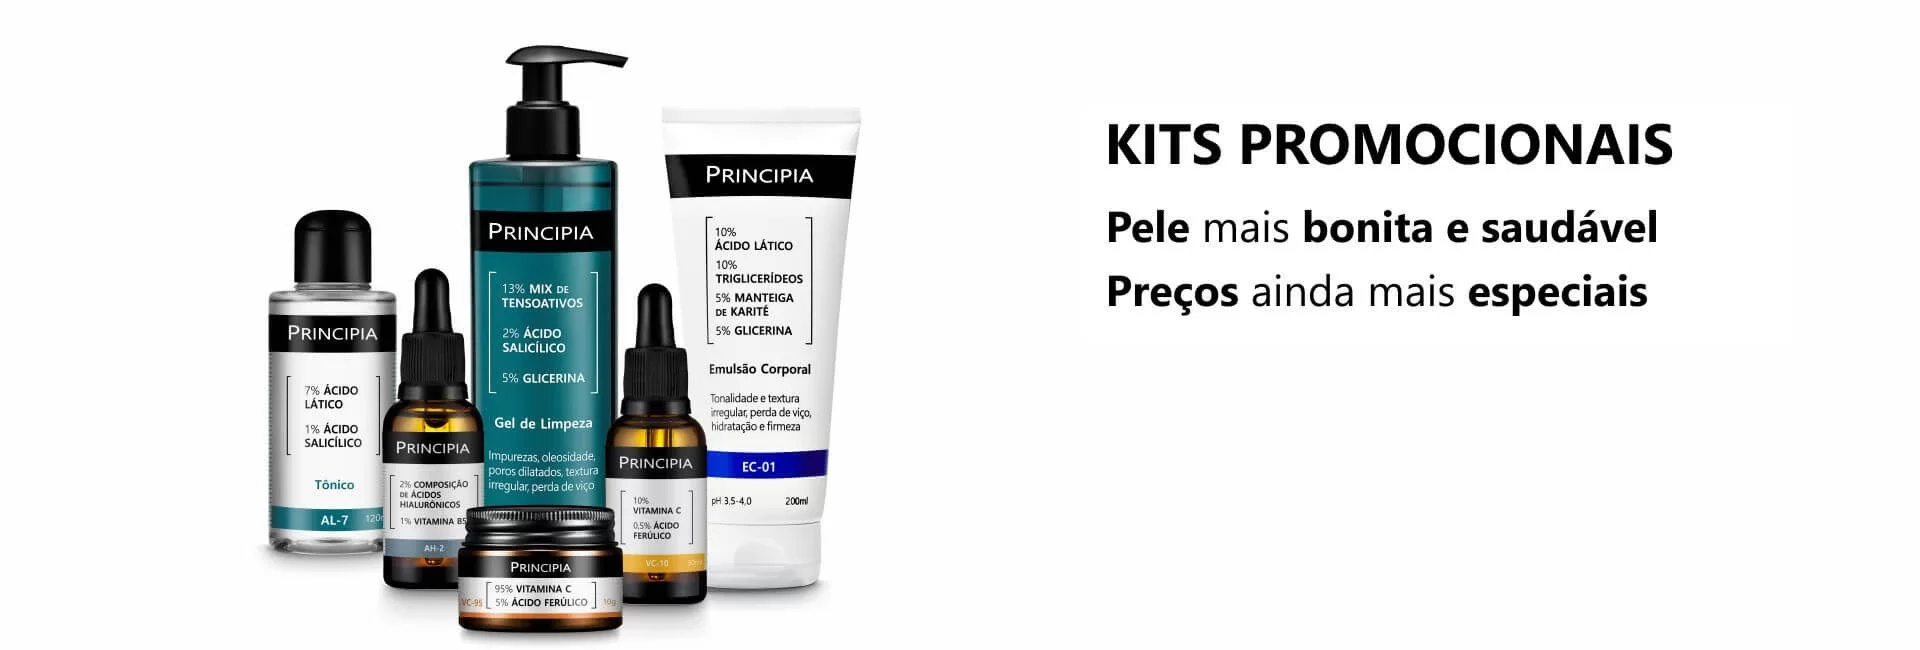 KITS PROMOCIONAIS
Pele mais bonita e saudável
Preços ainda mais especiais
PRINCIPIA
7% ÁCIDO
LÁTICO
1% ÁCIDO
SALICÍLICO
Tônico
AL-7
PRINCIPIA
2% COMPOSIÇÃO
DE ÁCIDOS
HIALURÔNICOS
1% VITAMINA B5
AH-2
PRINCIPIA
13% MIX DE
TENSOATIVOS
2% ÁCIDO
SALICÍLICO
5% GLICERINA
Gel de Limpeza
Impurezas, oleosidade,
poros dilatados, textura
irregular, perda de viço
PRINCIPIA
95% VITAMINA C
5% ÁCIDO FERÚLICO
VC-95 10g
PRINCIPIA
10%
VITAMINA C
0,5% ÁCIDO
FERÚLICO
VC-10
PRINCIPIA
10%
ÁCIDO LÁTICO
10%
TRIGLICERÍDEOS
5% MANTEIGA
DE KARITÉ
5% GLICERINA
Emulsão Corporal
Tonalidade e textura
irregular, perda de viço,
hidratação e firmeza
EC-01
pH 3,5-4,0 200ml